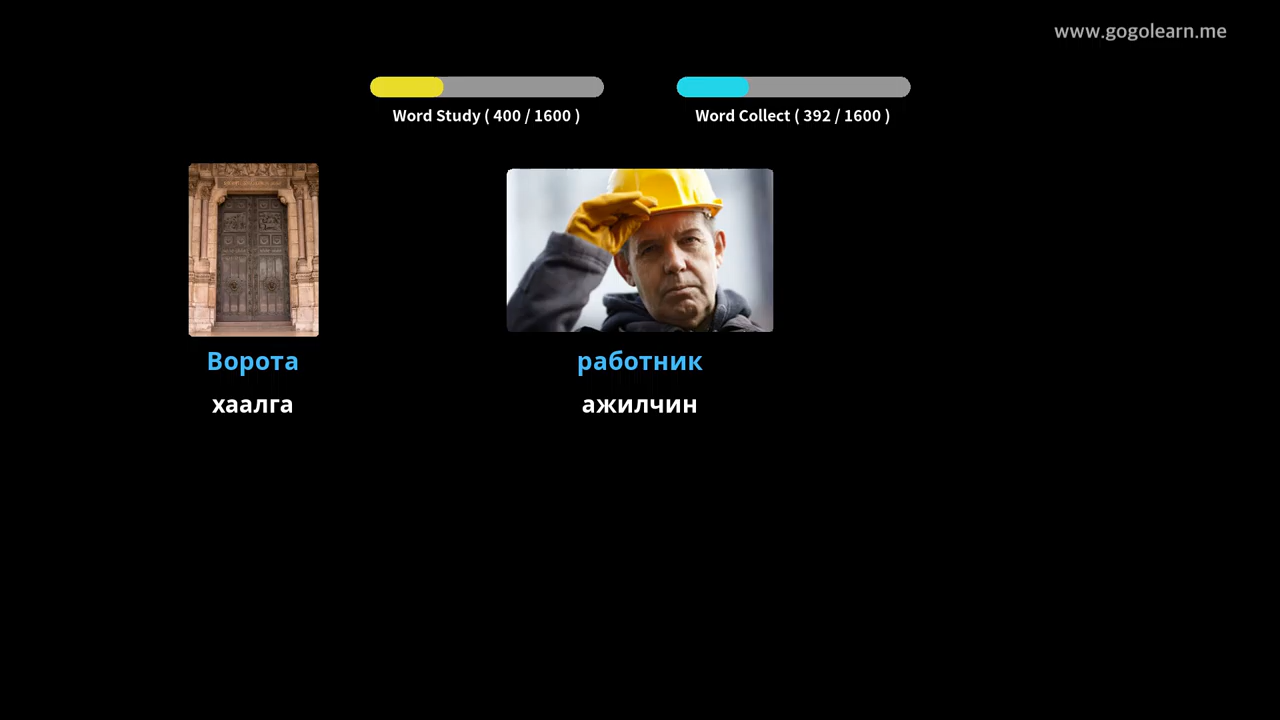 www.gogolearn.me
Word Study ( 400 / 1600 )
Word Collect ( 392 / 1600 )
Ворота
хаалга
работник
ажилчин